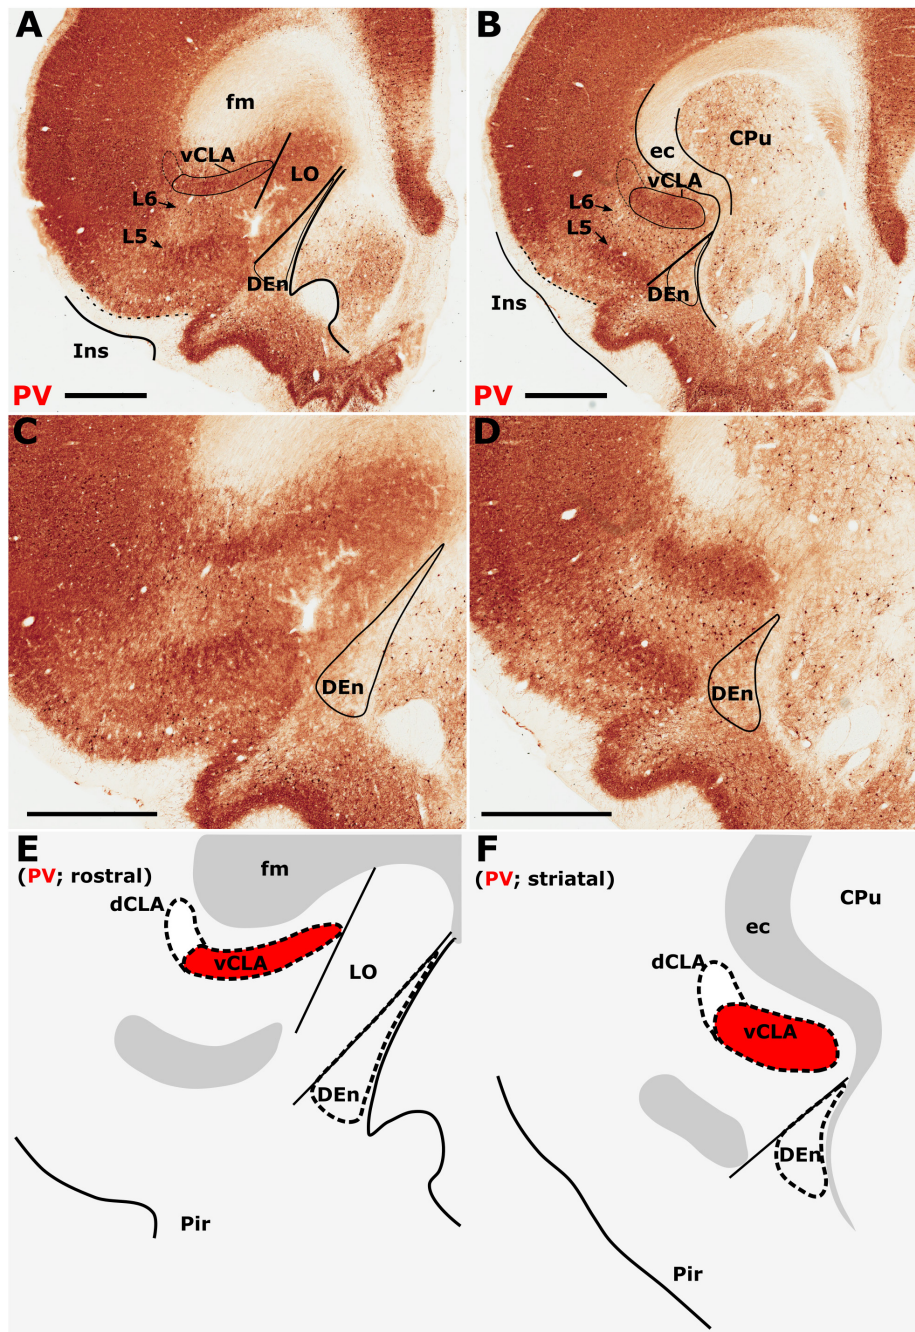 A
fm
vCLA
LO
L6
L5
DEn
Ins
PV
B
ec
CPu
vCLA
L6
L5
DEn
Ins
PV
C
DEn
D
DEn
E
(PV; rostral)
fm
dCLA
vCLA
LO
DEn
Pir
F
(PV; striatal)
CPu
ec
dCLA
vCLA
DEn
Pir